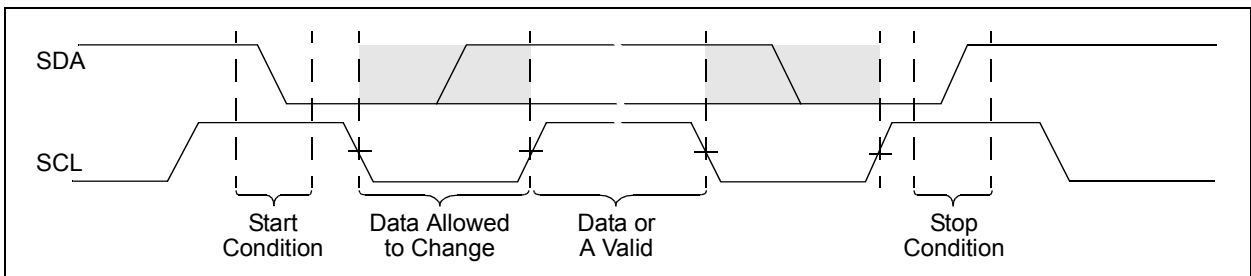 SDA
SCL
Start
Condition
Data Allowed
to Change
Data or
A Valid
Stop
Condition